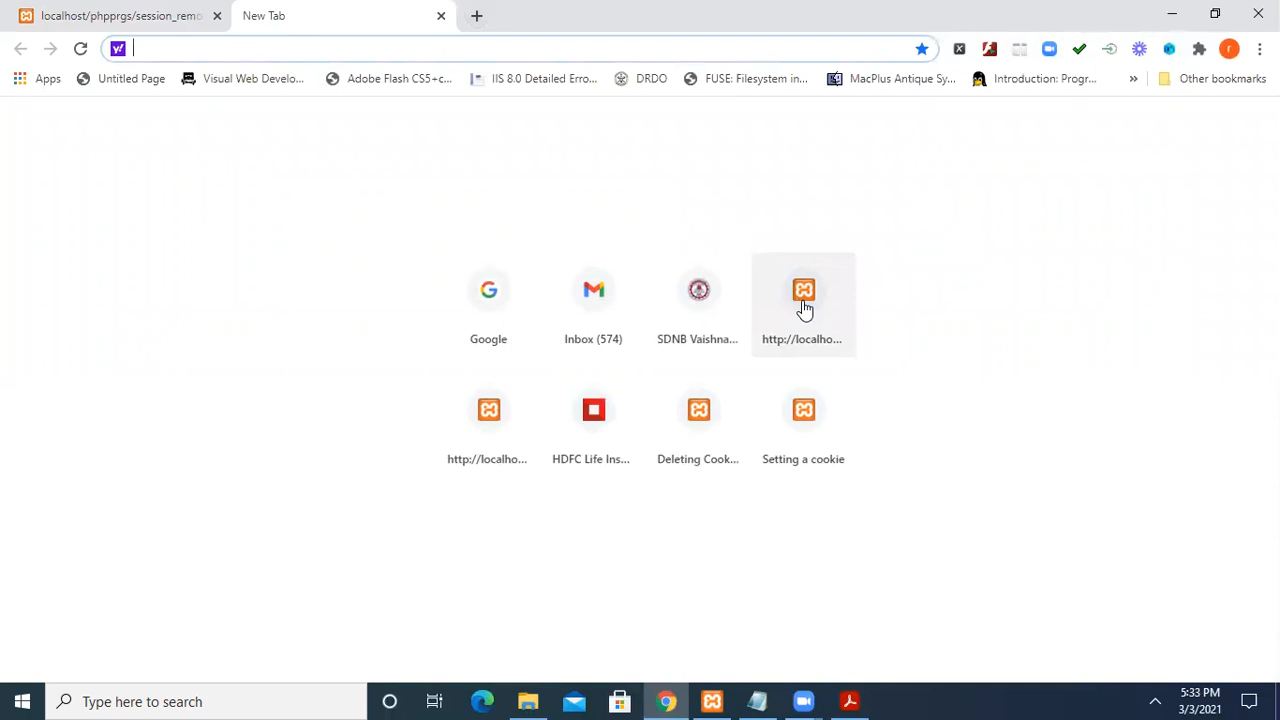 localhost/phpprgs/session_remo
New Tab
y!
Apps
Untitled Page
Visual Web Develo...
Adobe Flash CS5+c...
IIS 8.0 Detailed Erro...
DRDO
FUSE: Filesystem in...
MacPlus Antique Sy...
Introduction: Progr...
»
Other bookmarks
r
Google
Inbox (574)
SDNB Vaishna...
http://localho...
http://localho...
HDFC Life Ins...
Deleting Cook...
Setting a cookie
Type here to search
5:33 PM
3/3/2021